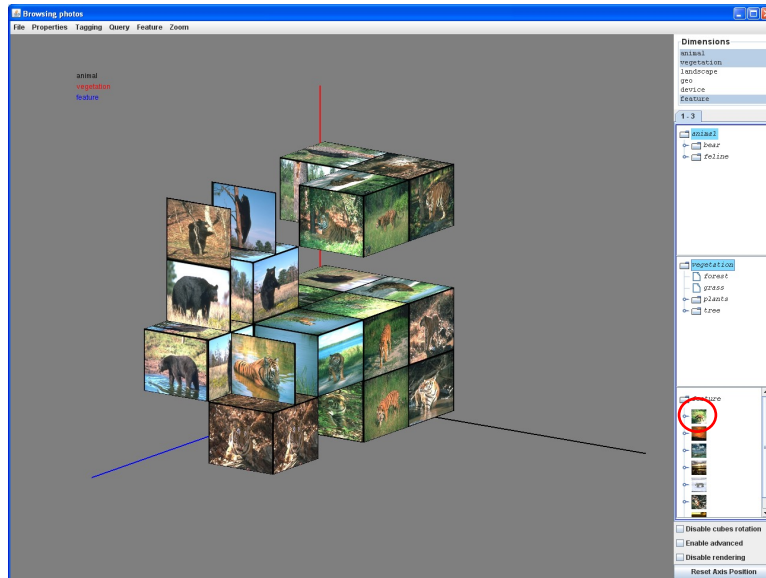 Browsing photos
File Properties Tagging Query Feature Zoom
animal
vegetation
feature
Dimensions
animal
vegetation
landscape
geo
device
feature
1 - 3
animal
bear
feline
vegetation
forest
grass
plants
tree
feature
Disable cubes rotation
Enable advanced
Disable rendering
Reset Axis Position